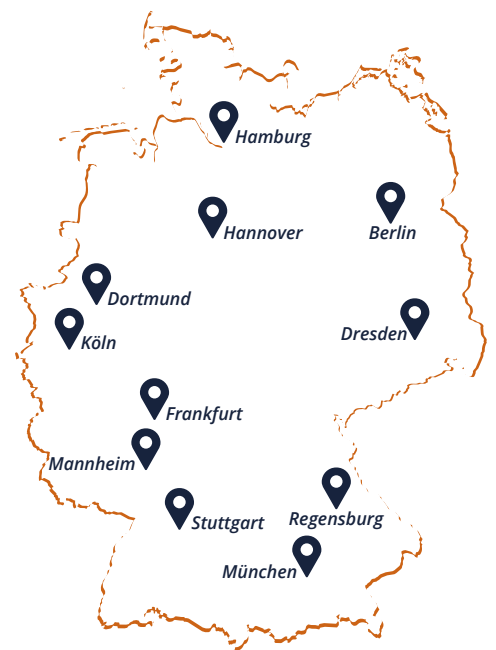 Hamburg
Hannover
Berlin
Dortmund
Dresden
Köln
Frankfurt
Mannheim
Stuttgart
Regensburg
München